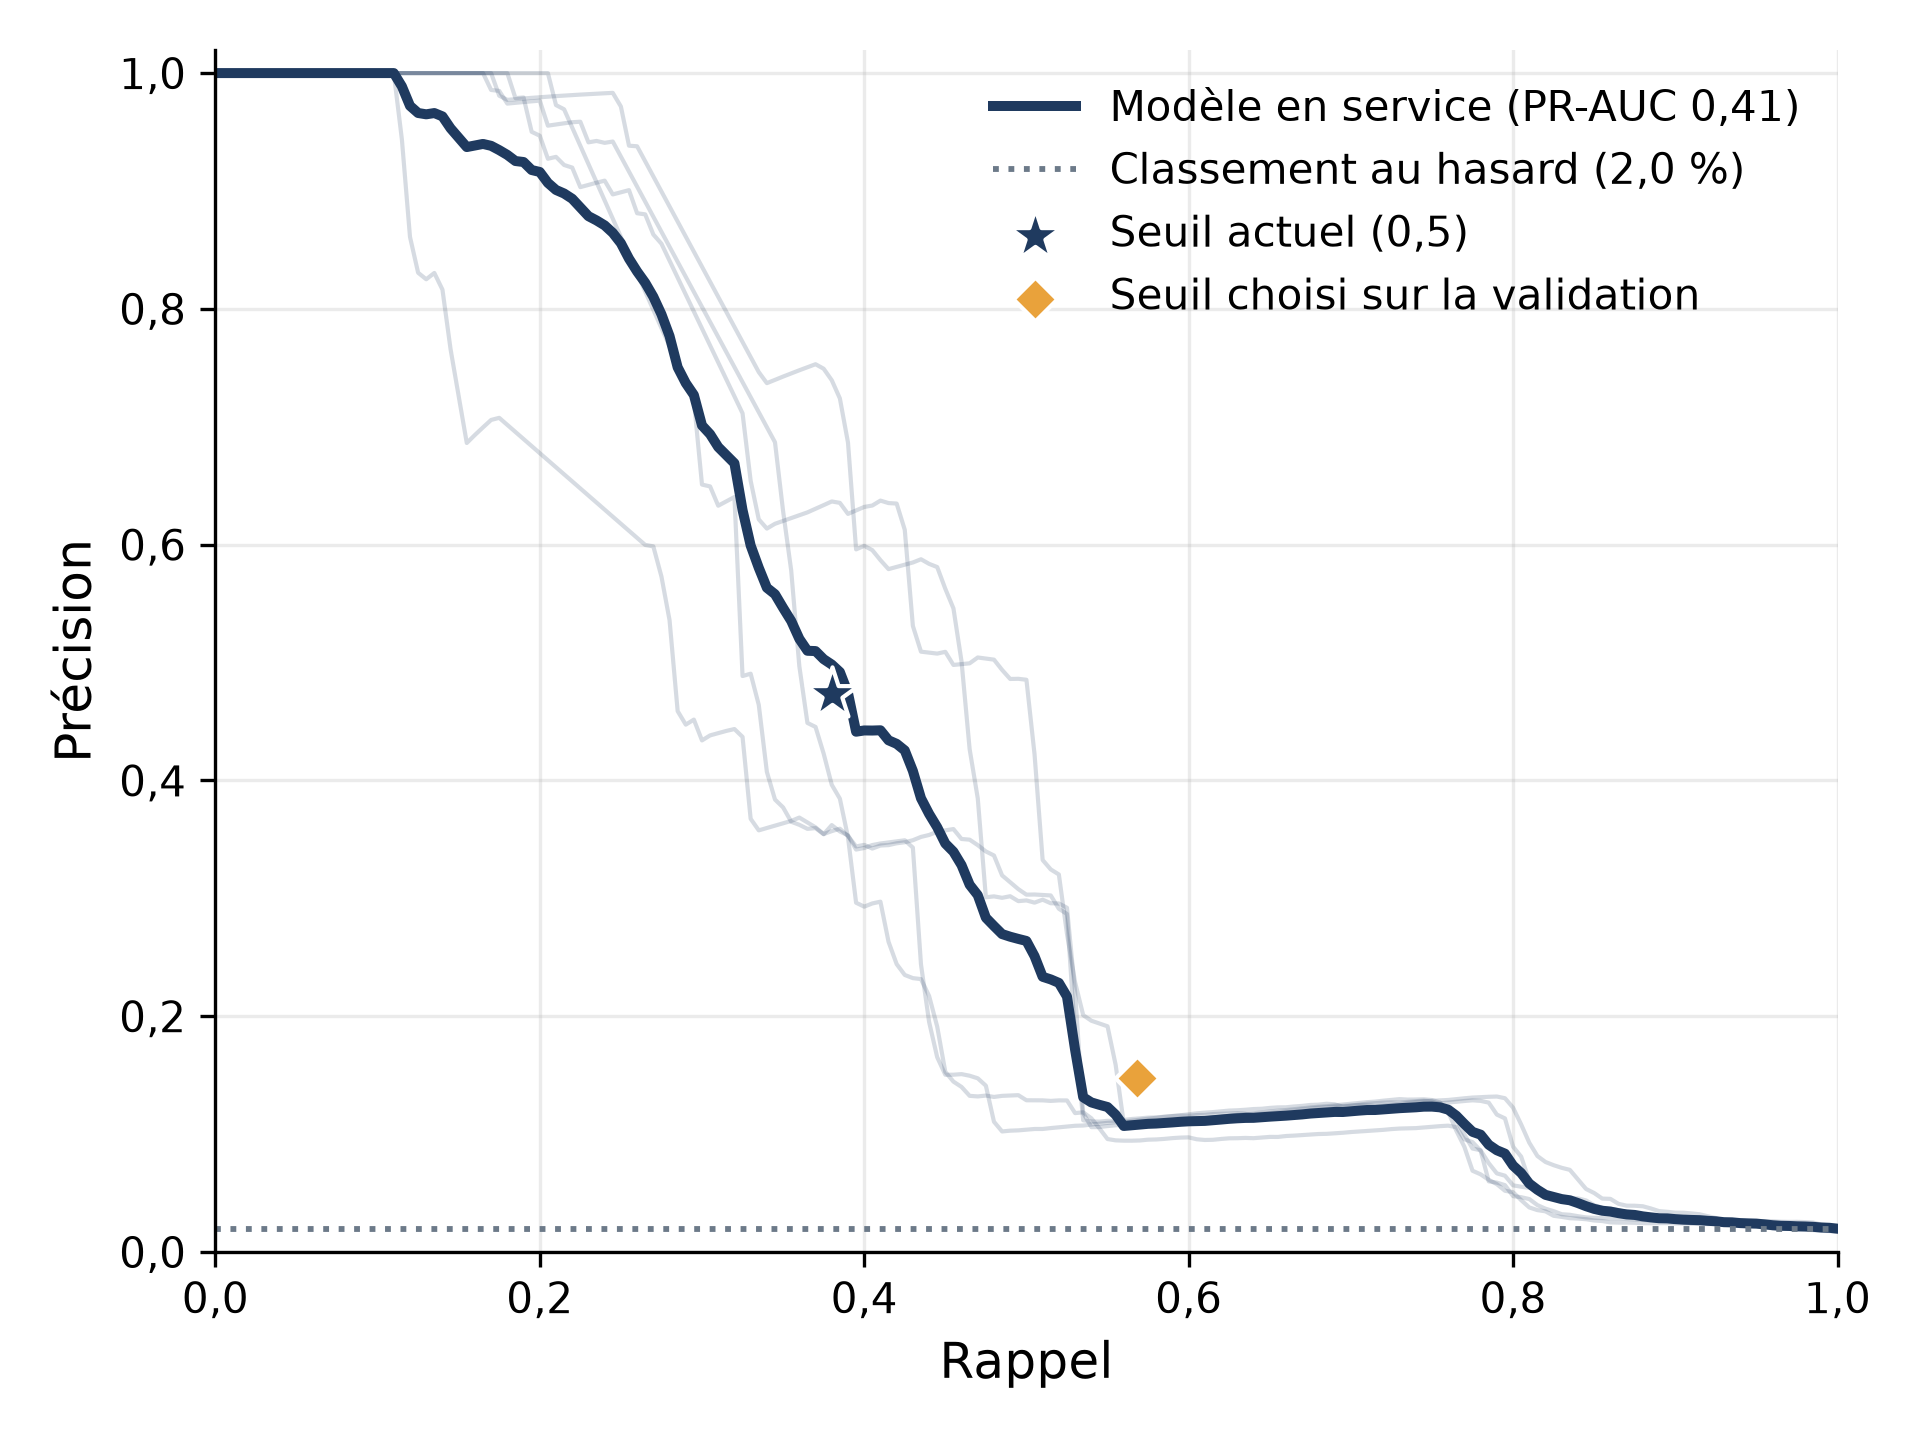 1,0
0,8
0,6
0,4
0,2
0,0
Précision
Modèle en service (PR-AUC 0,41)
Classement au hasard (2,0 %)
Seuil actuel (0,5)
Seuil choisi sur la validation
0,0 0,2 0,4 0,6 0,8 1,0
Rappel